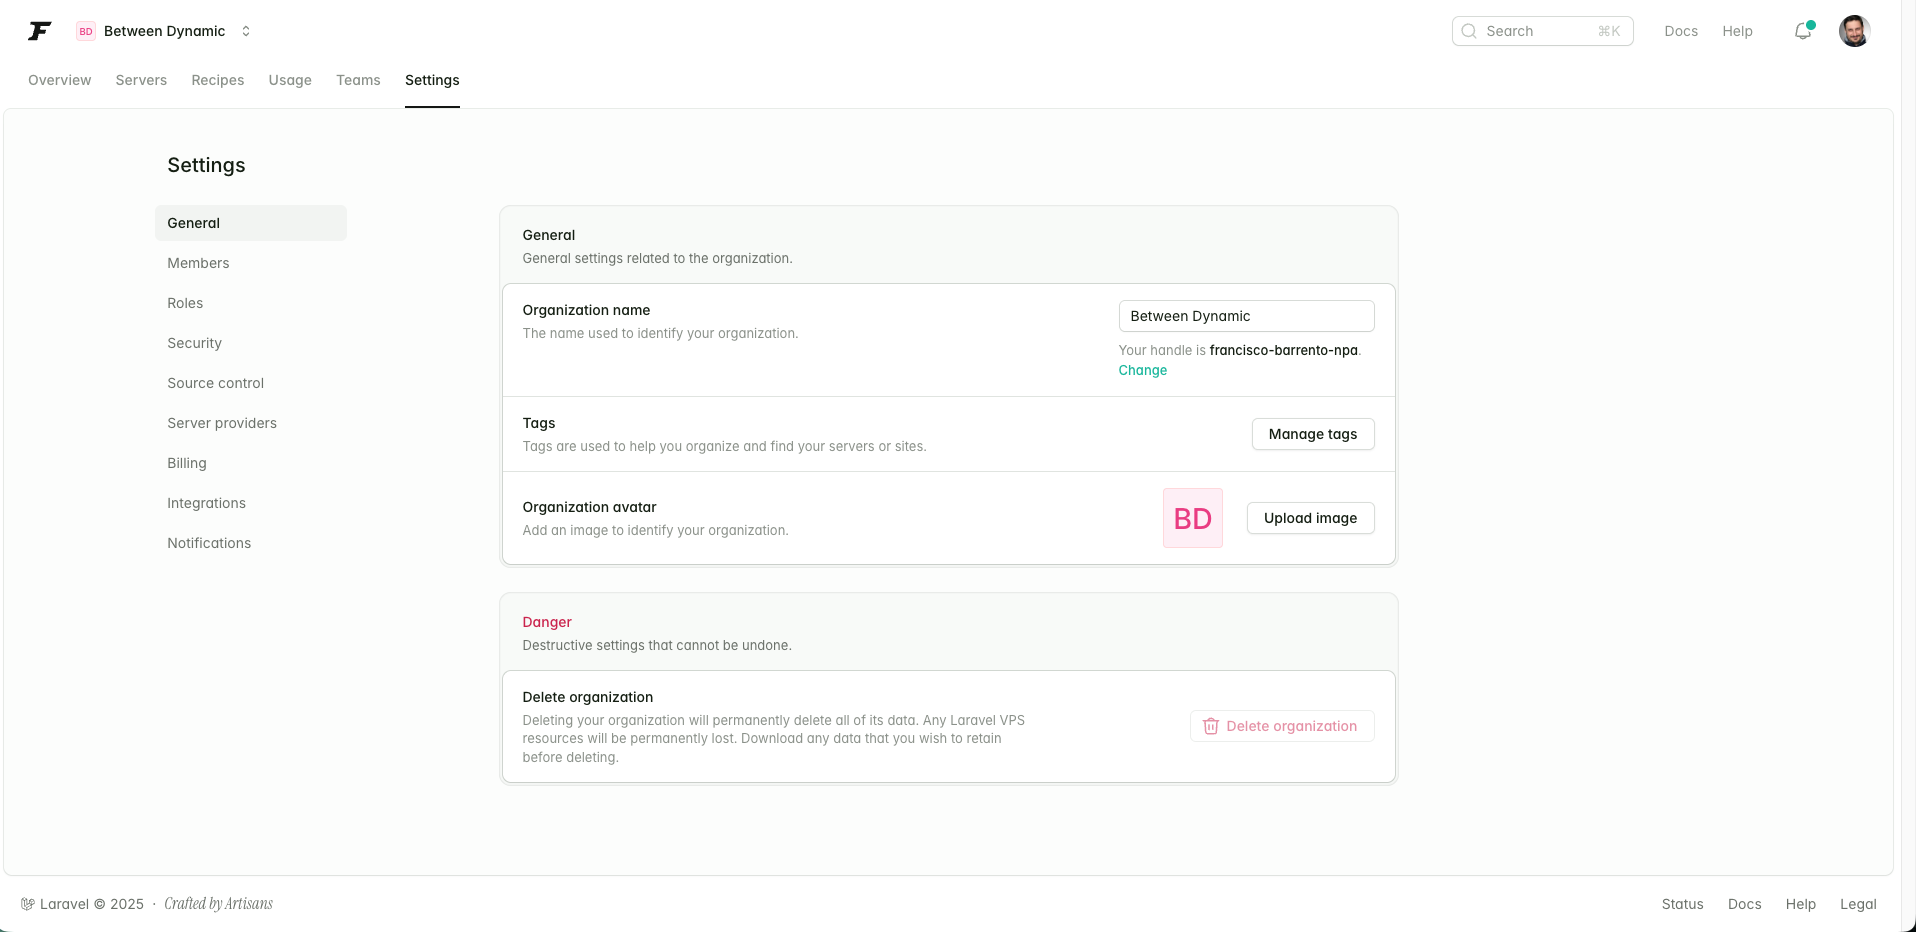 BD Between Dynamic
Search ⌘K
Docs
Help
Overview
Servers
Recipes
Usage
Teams
Settings
Settings
General
Members
Roles
Security
Source control
Server providers
Billing
Integrations
Notifications
General
General settings related to the organization.
Organization name
The name used to identify your organization.
Between Dynamic
Your handle is francisco-barrento-npa.
Change
Tags
Tags are used to help you organize and find your servers or sites.
Manage tags
Organization avatar
Add an image to identify your organization.
BD
Upload image
Danger
Destructive settings that cannot be undone.
Delete organization
Deleting your organization will permanently delete all of its data. Any Laravel VPS
resources will be permanently lost. Download any data that you wish to retain
before deleting.
Delete organization
Laravel © 2025 · Crafted by Artisans
Status
Docs
Help
Legal